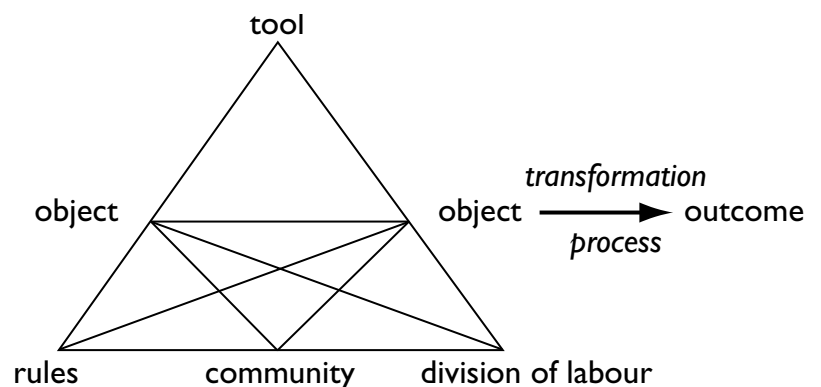 tool
transformation
object
object
outcome
process
rules
community
division of labour